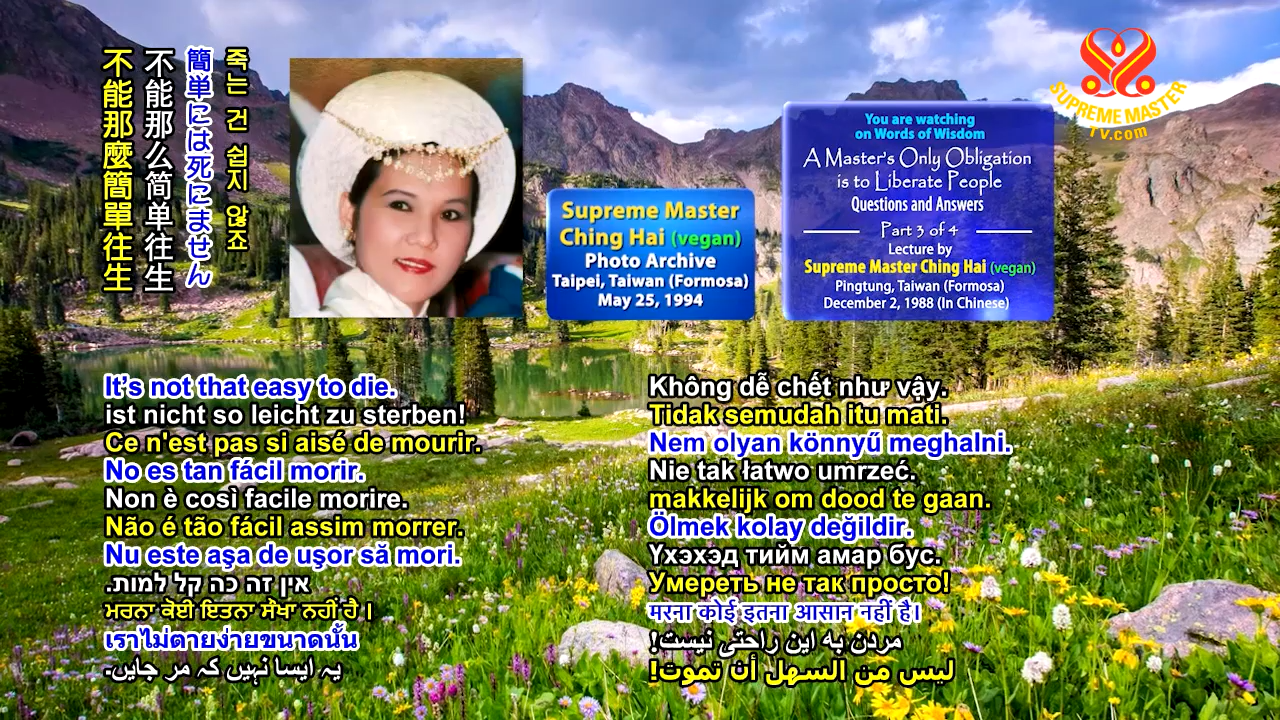 不能那麼簡單往生
不能那么简单往生
簡単には死にません
죽는 건 쉽지 않죠
SUPREME MASTER
TV.com
You are watching
on Words of Wisdom
A Master's Only Obligation
is to Liberate People
Questions and Answers
Part 3 of 4
Lecture by
Supreme Master Ching Hai (vegan)
Pingtung, Taiwan (Formosa)
December 2, 1988 (In Chinese)
Supreme Master
Ching Hai (vegan)
Photo Archive
Taipei, Taiwan (Formosa)
May 25, 1994
It's not that easy to die.
ist nicht so leicht zu sterben!
Ce n'est pas si aisé de mourir.
No es tan fácil morir.
Non è così facile morire.
Não é tão fácil assim morrer.
Nu este aşa de uşor să mori.
אין זה כה קל למות.
ਮਰਨਾ ਕੋਈ ਇਤਨਾ ਸੌਖਾ ਨਹੀਂ ਹੈ।
เราไม่ตายง่ายขนาดนั้น
یہ ایسا نہیں کہ مر جایں۔
Không dễ chết như vậy.
Tidak semudah itu mati.
Nem olyan könnyű meghalni.
Nie tak łatwo umrzeć.
makkelijk om dood te gaan.
Ölmek kolay değildir.
Үхэхэд тийм амар бус.
Умереть не так просто!
मरना कोई इतना आसान नहीं है।
مردن به این راحتی نیست!
ليس من السهل أن تموت!